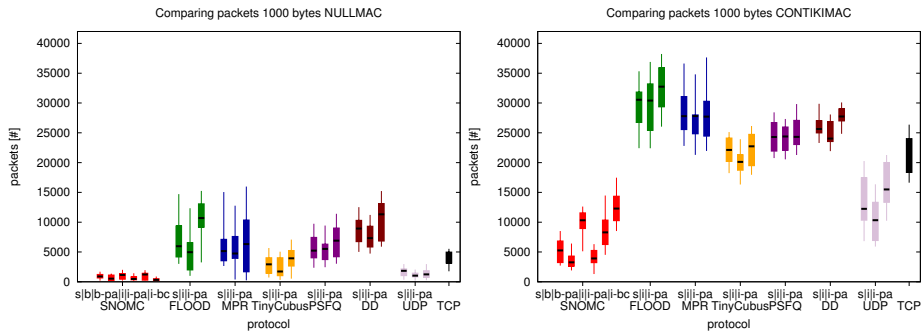 Comparing packets 1000 bytes NULLMAC
packets [#]
40000
35000
30000
25000
20000
15000
10000
5000
0
s|b|b-pa|i|i-pa|i-bc s|i|i-pa s|i|i-pa s|i|i-pa s|i|i-pa s|i|i-pa s|i|i-pa
SNOMC FLOOD MPR TinyCubus PSFQ DD UDP TCP
protocol
Comparing packets 1000 bytes CONTIKIMAC
packets [#]
40000
35000
30000
25000
20000
15000
10000
5000
0
s|b|b-pa|i|i-pa|i-bc s|i|i-pa s|i|i-pa s|i|i-pa s|i|i-pa s|i|i-pa s|i|i-pa
SNOMC FLOOD MPR TinyCubus PSFQ DD UDP TCP
protocol